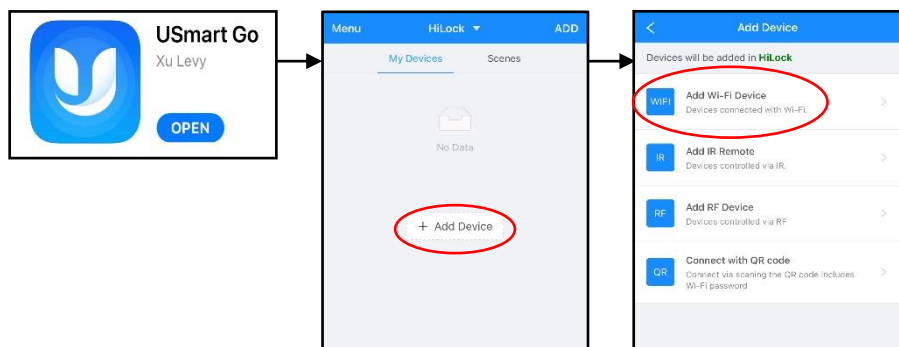 USmart Go
Xu Levy
OPEN
Menu HiLock ADD
My Devices Scenes
No Data
+ Add Device
Add Device
Devices will be added in HiLock
WIFI
Add Wi-Fi Device
Devices connected with Wi-Fi.
IR
Add IR Remote
Devices controlled via IR.
RF
Add RF Device
Devices controlled via RF
QR
Connect with QR code
Connect via scaning the QR code includes
Wi-Fi password